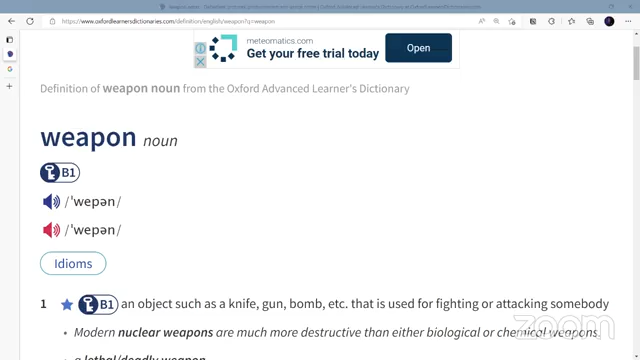 https://www.oxfordlearnersdictionaries.com/definition/english/weapon?q=weapon
meteomatics.com
Get your free trial today
Open
Definition of weapon noun from the Oxford Advanced Learner's Dictionary
weapon noun
B1
/ˈwepən/
/ˈwepən/
Idioms
1 B1 an object such as a knife, gun, bomb, etc. that is used for fighting or attacking somebody
• Modern nuclear weapons are much more destructive than either biological or chemical weapons.
• a lethal/deadly weapon
zoom